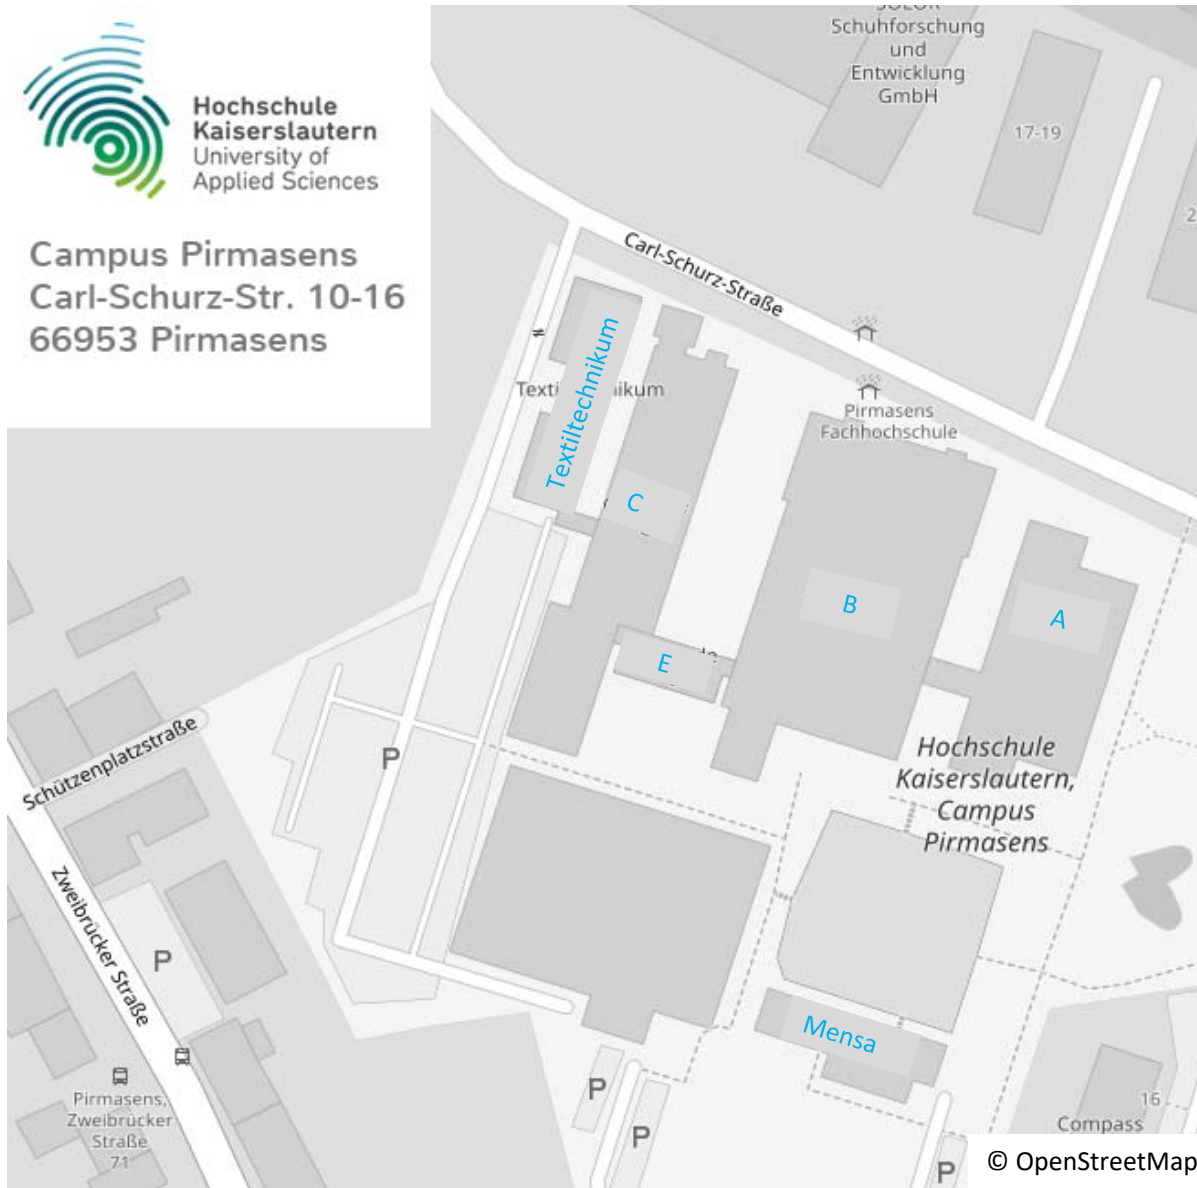 Hochschule
Kaiserslautern
University of
Applied Sciences
Campus Pirmasens
Carl-Schurz-Str. 10-16
66953 Pirmasens
Schuhforschung
und
Entwicklung
GmbH
17-19
2
Carl-Schurz-Straße
Textiltechnikum
Pirmasens
Fachhochschule
C
B
A
E
Hochschule
Kaiserslautern,
Campus
Pirmasens
Schützenplatzstraße
P
Zweibrücker Straße
P
Mensa
Pirmasens,
Zweibrücker
Straße
71
P
P
P
16
Compass
© OpenStreetMap